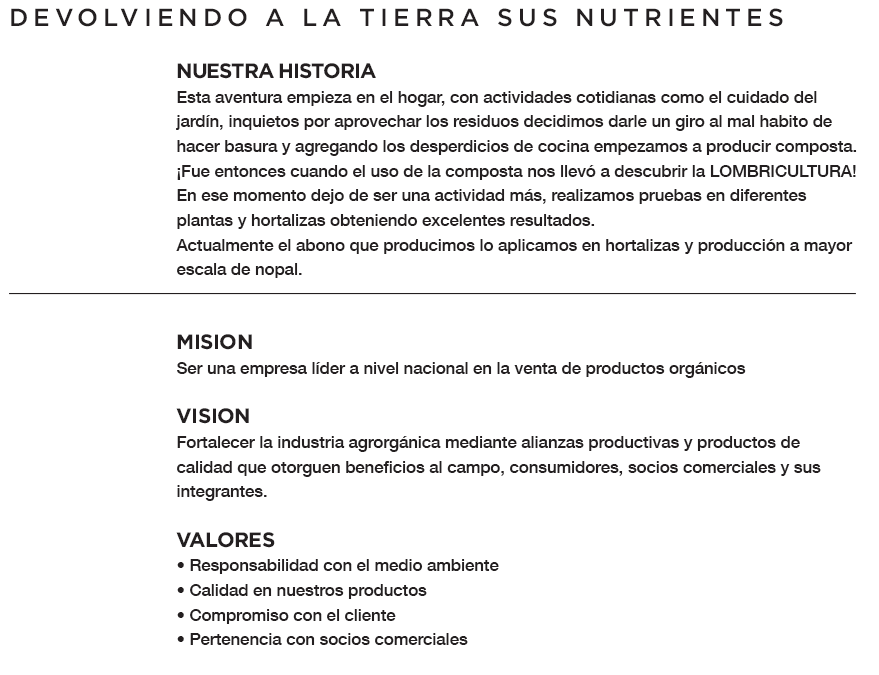 DEVOLVIENDO A LA TIERRA SUS NUTRIENTES
NUESTRA HISTORIA
Esta aventura empieza en el hogar, con actividades cotidianas como el cuidado del
jardín, inquietos por aprovechar los residuos decidimos darle un giro al mal habito de
hacer basura y agregando los desperdicios de cocina empezamos a producir composta.
¡Fue entonces cuando el uso de la composta nos llevó a descubrir la LOMBRICULTURA!
En ese momento dejo de ser una actividad más, realizamos pruebas en diferentes
plantas y hortalizas obteniendo excelentes resultados.
Actualmente el abono que producimos lo aplicamos en hortalizas y producción a mayor
escala de nopal.
MISION
Ser una empresa líder a nivel nacional en la venta de productos orgánicos
VISION
Fortalecer la industria agrorgánica mediante alianzas productivas y productos de
calidad que otorguen beneficios al campo, consumidores, socios comerciales y sus
integrantes.
VALORES
• Responsabilidad con el medio ambiente
• Calidad en nuestros productos
• Compromiso con el cliente
• Pertenencia con socios comerciales